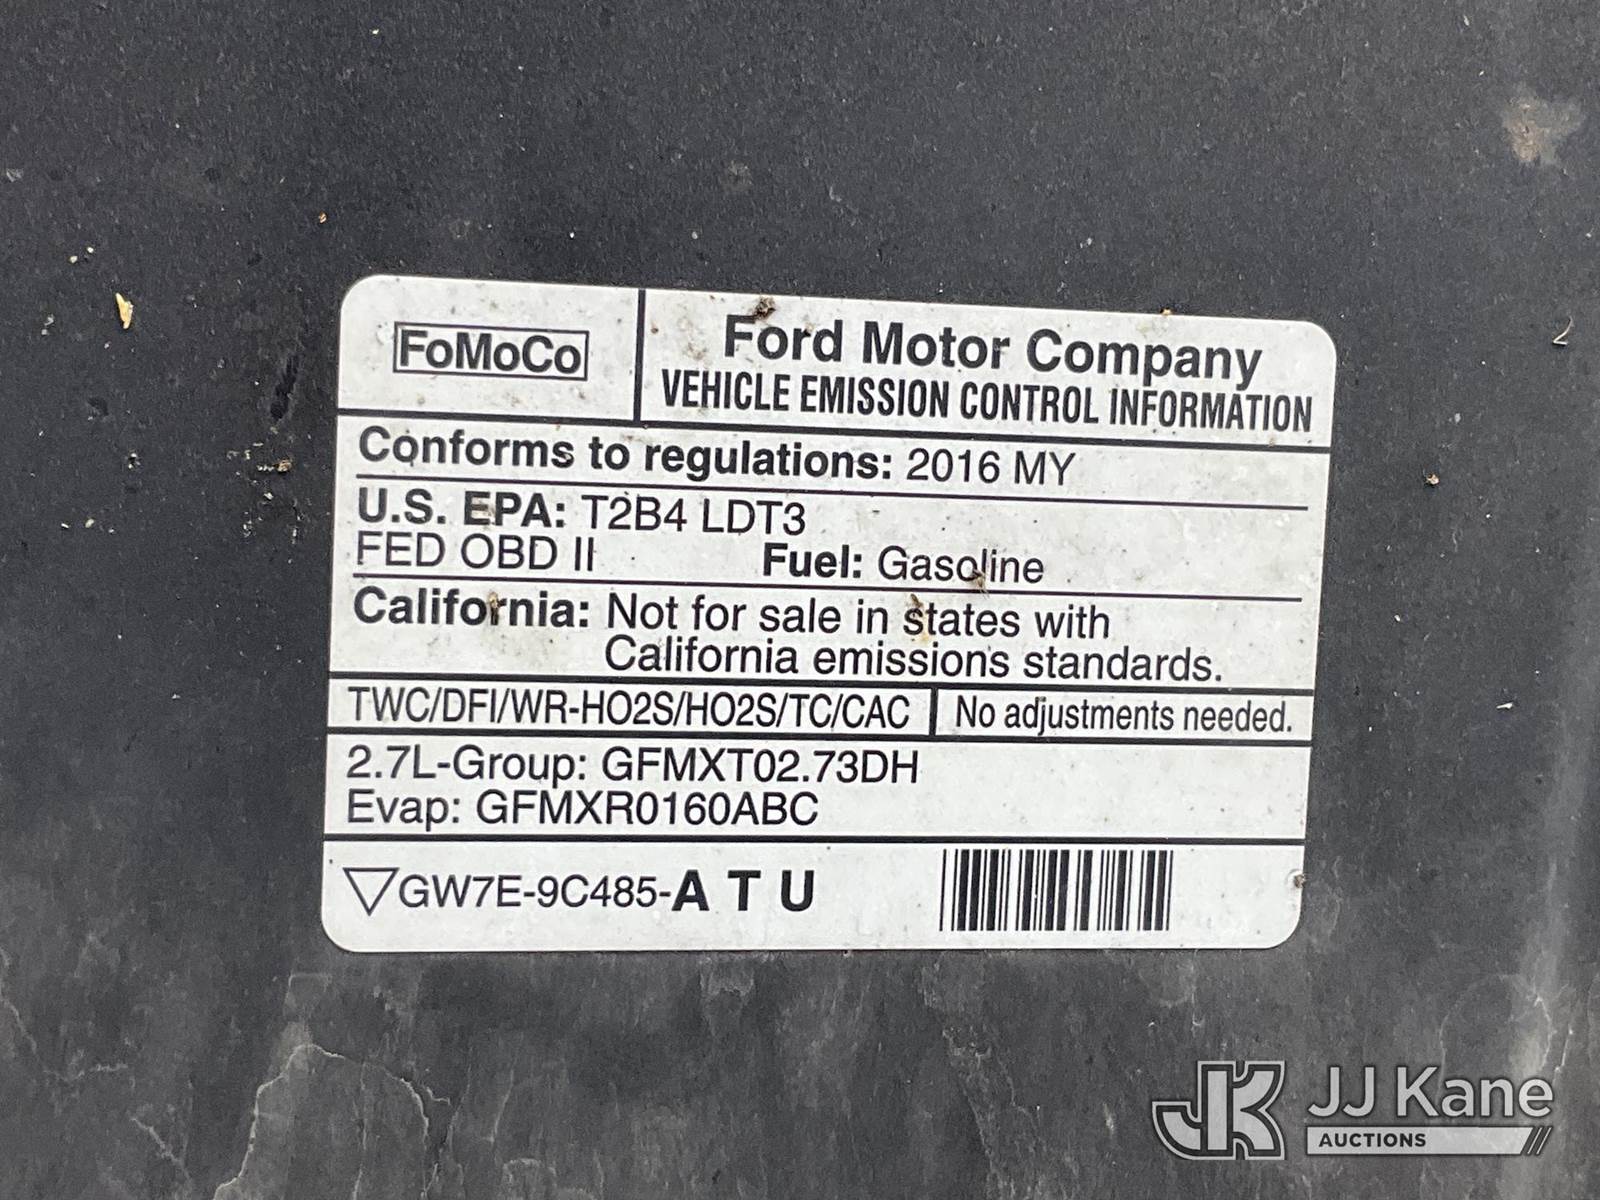 FoMoCo
Ford Motor Company
VEHICLE EMISSION CONTROL INFORMATION
Conforms to regulations: 2016 MY
U.S. EPA: T2B4 LDT3
FED OBD II Fuel: Gasoline
California: Not for sale in states with
California emissions standards.
TWC/DFI/WR-HO2S/HO2S/TC/CAC No adjustments needed.
2.7L-Group: GFMXT02.73DH
Evap: GFMXR0160ABC
GW7E-9C485-A T U
JK JJ Kane
AUCTIONS